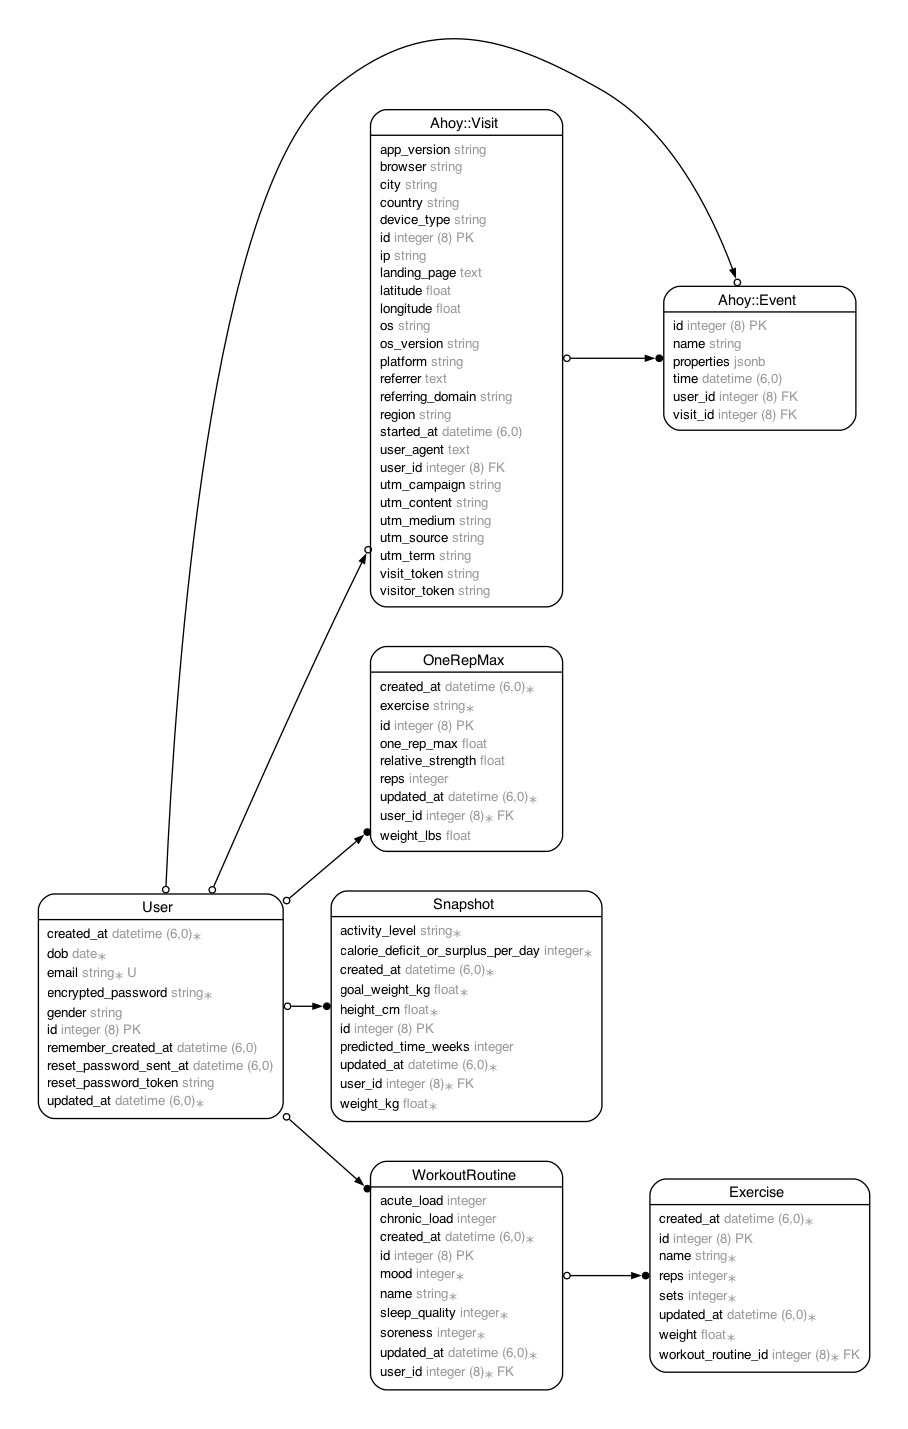 Ahoy::Visit
app_version string
browser string
city string
country string
device_type string
id integer (8) PK
ip string
landing_page text
latitude float
longitude float
os string
os_version string
platform string
referrer text
referring_domain string
region string
started_at datetime (6,0)
user_agent text
user_id integer (8) FK
utm_campaign string
utm_content string
utm_medium string
utm_source string
utm_term string
visit_token string
visitor_token string
Ahoy::Event
id integer (8) PK
name string
properties jsonb
time datetime (6,0)
user_id integer (8) FK
visit_id integer (8) FK
OneRepMax
created_at datetime (6,0)∗
exercise string∗
id integer (8) PK
one_rep_max float
relative_strength float
reps integer
updated_at datetime (6,0)∗
user_id integer (8)∗ FK
weight_lbs float
User
created_at datetime (6,0)∗
dob date∗
email string∗ U
encrypted_password string∗
gender string
id integer (8) PK
remember_created_at datetime (6,0)
reset_password_sent_at datetime (6,0)
reset_password_token string
updated_at datetime (6,0)∗
Snapshot
activity_level string∗
calorie_deficit_or_surplus_per_day integer∗
created_at datetime (6,0)∗
goal_weight_kg float∗
height_cm float∗
id integer (8) PK
predicted_time_weeks integer
updated_at datetime (6,0)∗
user_id integer (8)∗ FK
weight_kg float∗
WorkoutRoutine
acute_load integer
chronic_load integer
created_at datetime (6,0)∗
id integer (8) PK
mood integer∗
name string∗
sleep_quality integer∗
soreness integer∗
updated_at datetime (6,0)∗
user_id integer (8)∗ FK
Exercise
created_at datetime (6,0)∗
id integer (8) PK
name string∗
reps integer∗
sets integer∗
updated_at datetime (6,0)∗
weight float∗
workout_routine_id integer (8)∗ FK